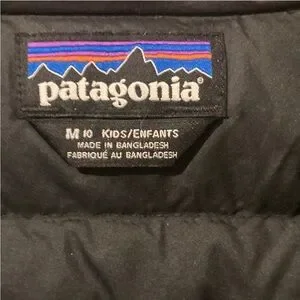 patagonia®
M 10 KIDS/ENFANTS
MADE IN BANGLADESH
FABRIQUÉ AU BANGLADESH